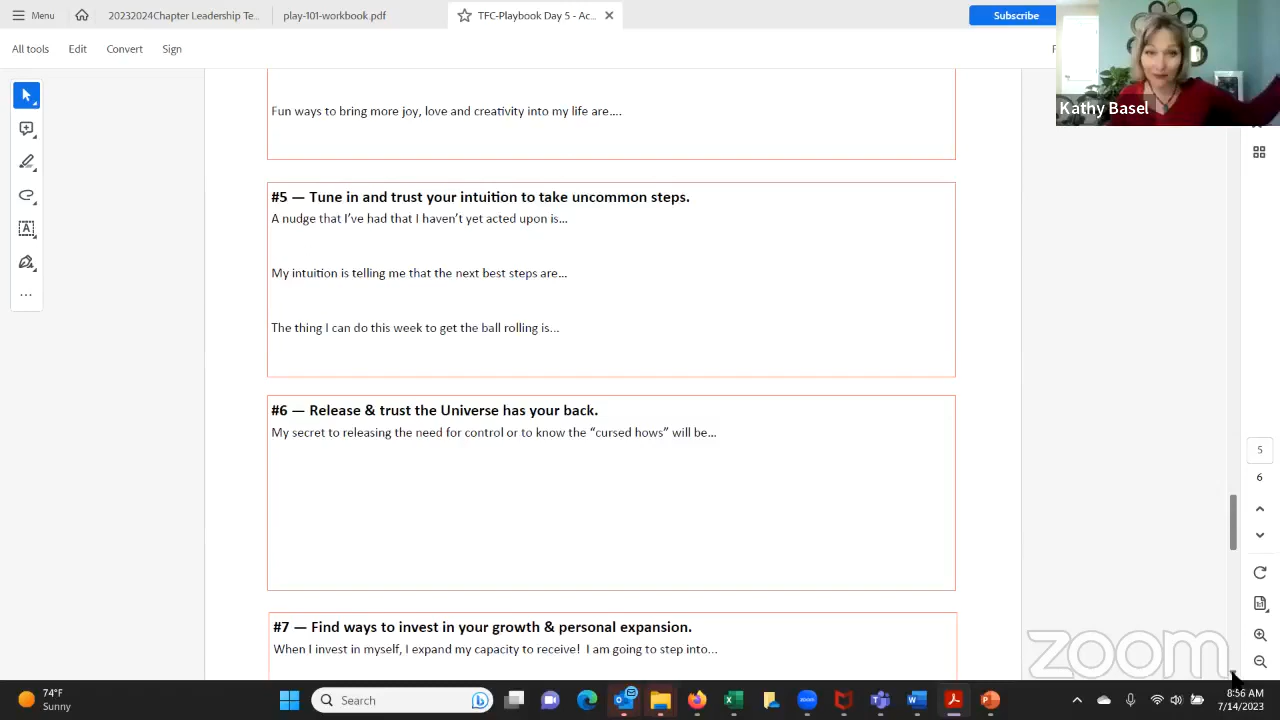 Menu
20232024Chapter Leadership Te...
play-101-workbook pdf
TFC-Playbook Day 5 - Ac...
Subscribe
All tools
Edit
Convert
Sign
Kathy Basel
Fun ways to bring more joy, love and creativity into my life are….
#5 — Tune in and trust your intuition to take uncommon steps.
A nudge that I’ve had that I haven’t yet acted upon is…
My intuition is telling me that the next best steps are…
The thing I can do this week to get the ball rolling is…
#6 — Release & trust the Universe has your back.
My secret to releasing the need for control or to know the “cursed hows” will be…
5
6
#7 — Find ways to invest in your growth & personal expansion.
When I invest in myself, I expand my capacity to receive!  I am going to step into…
zoom
74°F
Sunny
Search
8:56 AM
7/14/2023